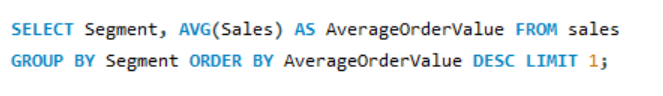 SELECT Segment, AVG(Sales) AS AverageOrderValue FROM sales
GROUP BY Segment ORDER BY AverageOrderValue DESC LIMIT 1;